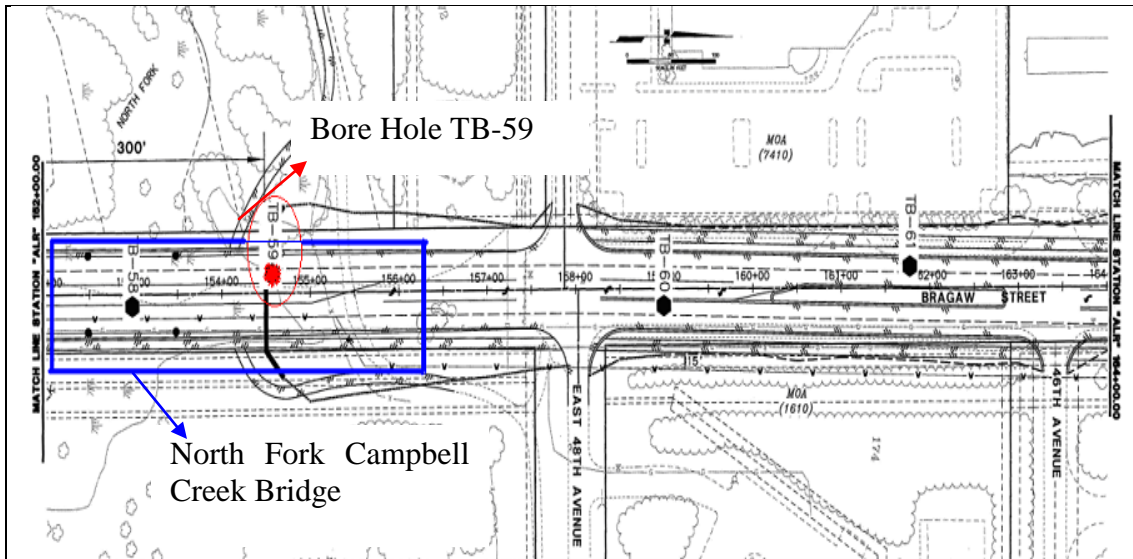 NORTH FORK
300'
Bore Hole TB-59
MOA
(7410)
MATCH LINE STATION "ALR" 152+00.00
MATCH LINE STATION "ALR" 164+00.00
TB-59
TB-60
TB-61
154+00
155+00
156+00
157+00
158+00
160+00
161+00
163+00
BRAGAW STREET
115
MOA
(1610)
174
EAST 48TH AVENUE
46TH AVENUE
North Fork Campbell
Creek Bridge